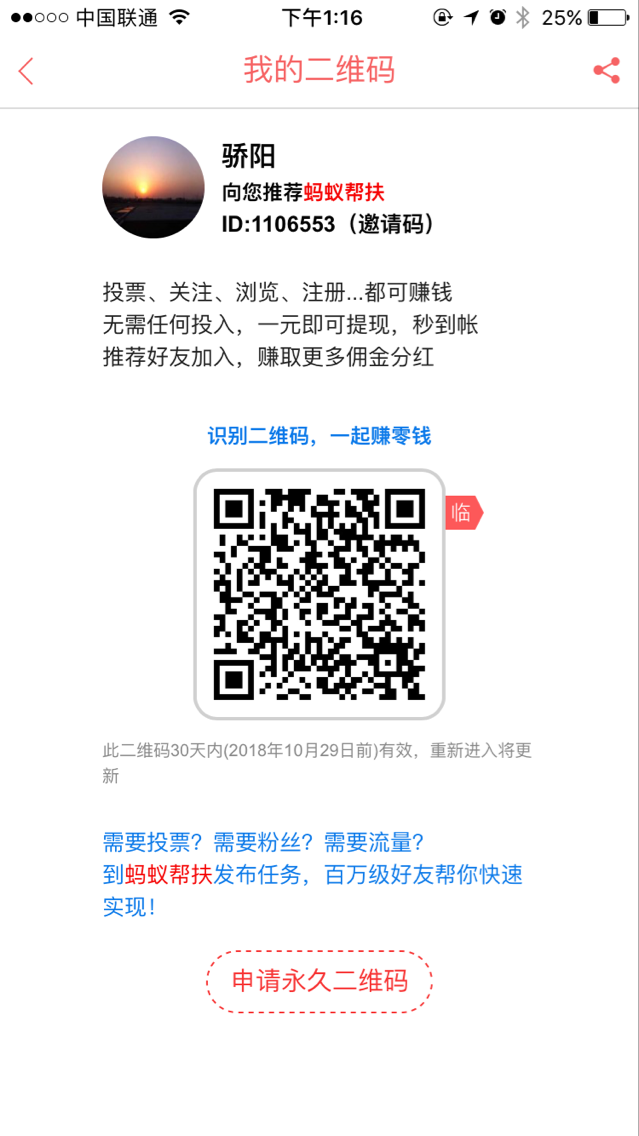 中国联通
下午1:16
25%
我的二维码
骄阳
向您推荐蚂蚁帮扶
ID:1106553（邀请码）
投票、关注、浏览、注册...都可赚钱
无需任何投入，一元即可提现，秒到帐
推荐好友加入，赚取更多佣金分红
识别二维码，一起赚零钱
临
此二维码30天内(2018年10月29日前)有效，重新进入将更
新
需要投票？需要粉丝？需要流量？
到蚂蚁帮扶发布任务，百万级好友帮你快速
实现！
申请永久二维码